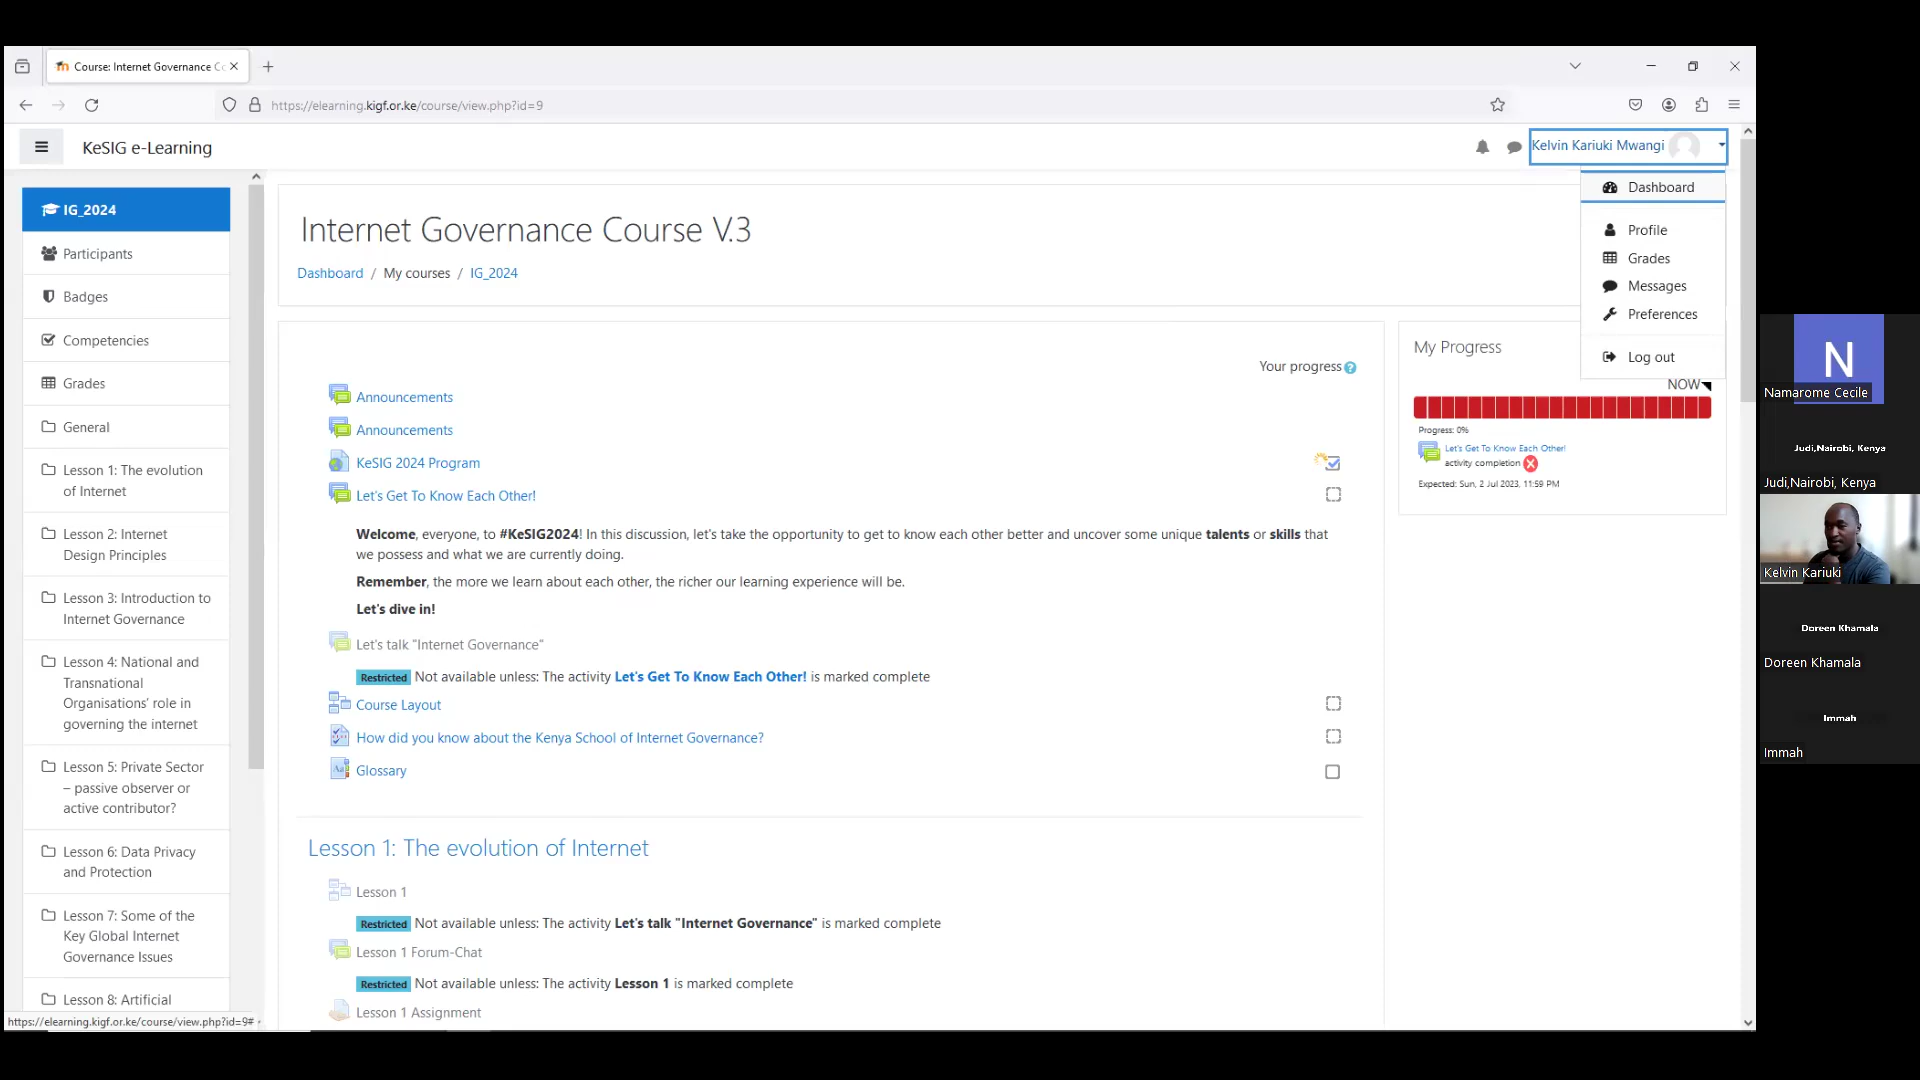 Course: Internet Governance Co
https://elearning.kigf.or.ke/course/view.php?id=9
KeSIG e-Learning
Kelvin Kariuki Mwangi
Dashboard
Profile
Grades
Messages
Preferences
Log out
IG_2024
Participants
Badges
Competencies
Grades
General
Lesson 1: The evolution
of Internet
Lesson 2: Internet
Design Principles
Lesson 3: Introduction to
Internet Governance
Lesson 4: National and
Transnational
Organisations' role in
governing the internet
Lesson 5: Private Sector
– passive observer or
active contributor?
Lesson 6: Data Privacy
and Protection
Lesson 7: Some of the
Key Global Internet
Governance Issues
Lesson 8: Artificial
https://elearning.kigf.or.ke/course/view.php?id=9#
Internet Governance Course V.3
Dashboard / My courses / IG_2024
Your progress
Announcements
Announcements
KeSIG 2024 Program
Let's Get To Know Each Other!
Welcome, everyone, to #KeSIG2024! In this discussion, let's take the opportunity to get to know each other better and uncover some unique talents or skills that
we possess and what we are currently doing.
Remember, the more we learn about each other, the richer our learning experience will be.
Let's dive in!
Let's talk "Internet Governance"
Restricted Not available unless: The activity Let's Get To Know Each Other! is marked complete
Course Layout
How did you know about the Kenya School of Internet Governance?
Glossary
Lesson 1: The evolution of Internet
Lesson 1
Restricted Not available unless: The activity Let's talk "Internet Governance" is marked complete
Lesson 1 Forum-Chat
Restricted Not available unless: The activity Lesson 1 is marked complete
Lesson 1 Assignment
My Progress
NOW
Progress: 0%
Let's Get To Know Each Other!
activity completion
Expected: Sun, 2 Jul 2023, 11:59 PM
N
Namarome Cecile
Judi,Nairobi, Kenya
Judi,Nairobi, Kenya
Kelvin Kariuki
Doreen Khamala
Doreen Khamala
Immah
Immah